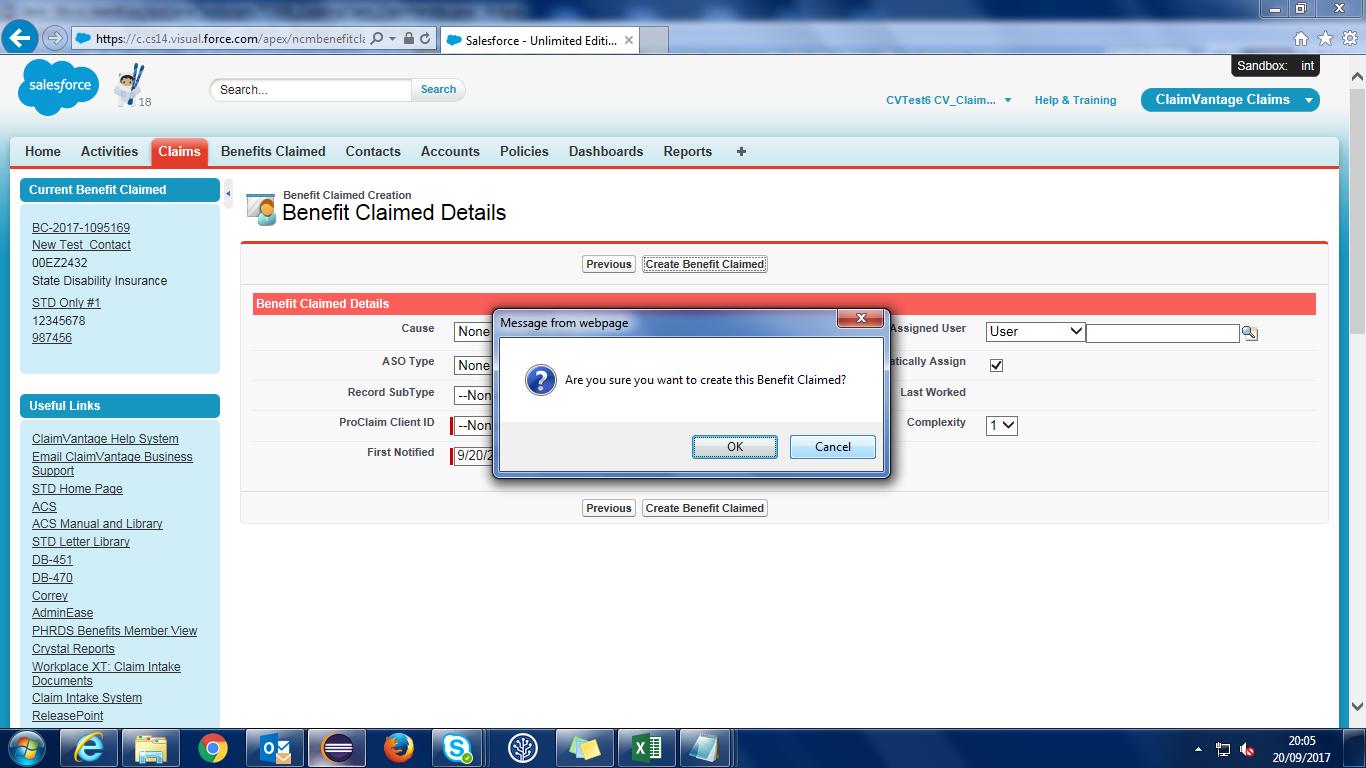 https://c.cs14.visual.force.com/apex/ncmbenefitcl
Salesforce - Unlimited Editi...
Sandbox: int
salesforce
18
Search...
Search
CVTest6 CV_Claim...
Help & Training
ClaimVantage Claims
Home Activities Claims Benefits Claimed Contacts Accounts Policies Dashboards Reports +
Current Benefit Claimed
BC-2017-1095169
New Test Contact
00EZ2432
State Disability Insurance
STD Only #1
12345678
987456
Useful Links
ClaimVantage Help System
Email ClaimVantage Business
Support
STD Home Page
ACS
ACS Manual and Library
STD Letter Library
DB-451
DB-470
Correy
AdminEase
PHRDS Benefits Member View
Crystal Reports
Workplace XT: Claim Intake
Documents
Claim Intake System
ReleasePoint
Benefit Claimed Creation
Benefit Claimed Details
Previous Create Benefit Claimed
Benefit Claimed Details
Cause None
Assigned User User
ASO Type None
atically Assign
Record SubType --Non
Last Worked
ProClaim Client ID --Non
Complexity 1
First Notified 9/20/2
Message from webpage
Are you sure you want to create this Benefit Claimed?
OK Cancel
Previous Create Benefit Claimed
20:05
20/09/2017